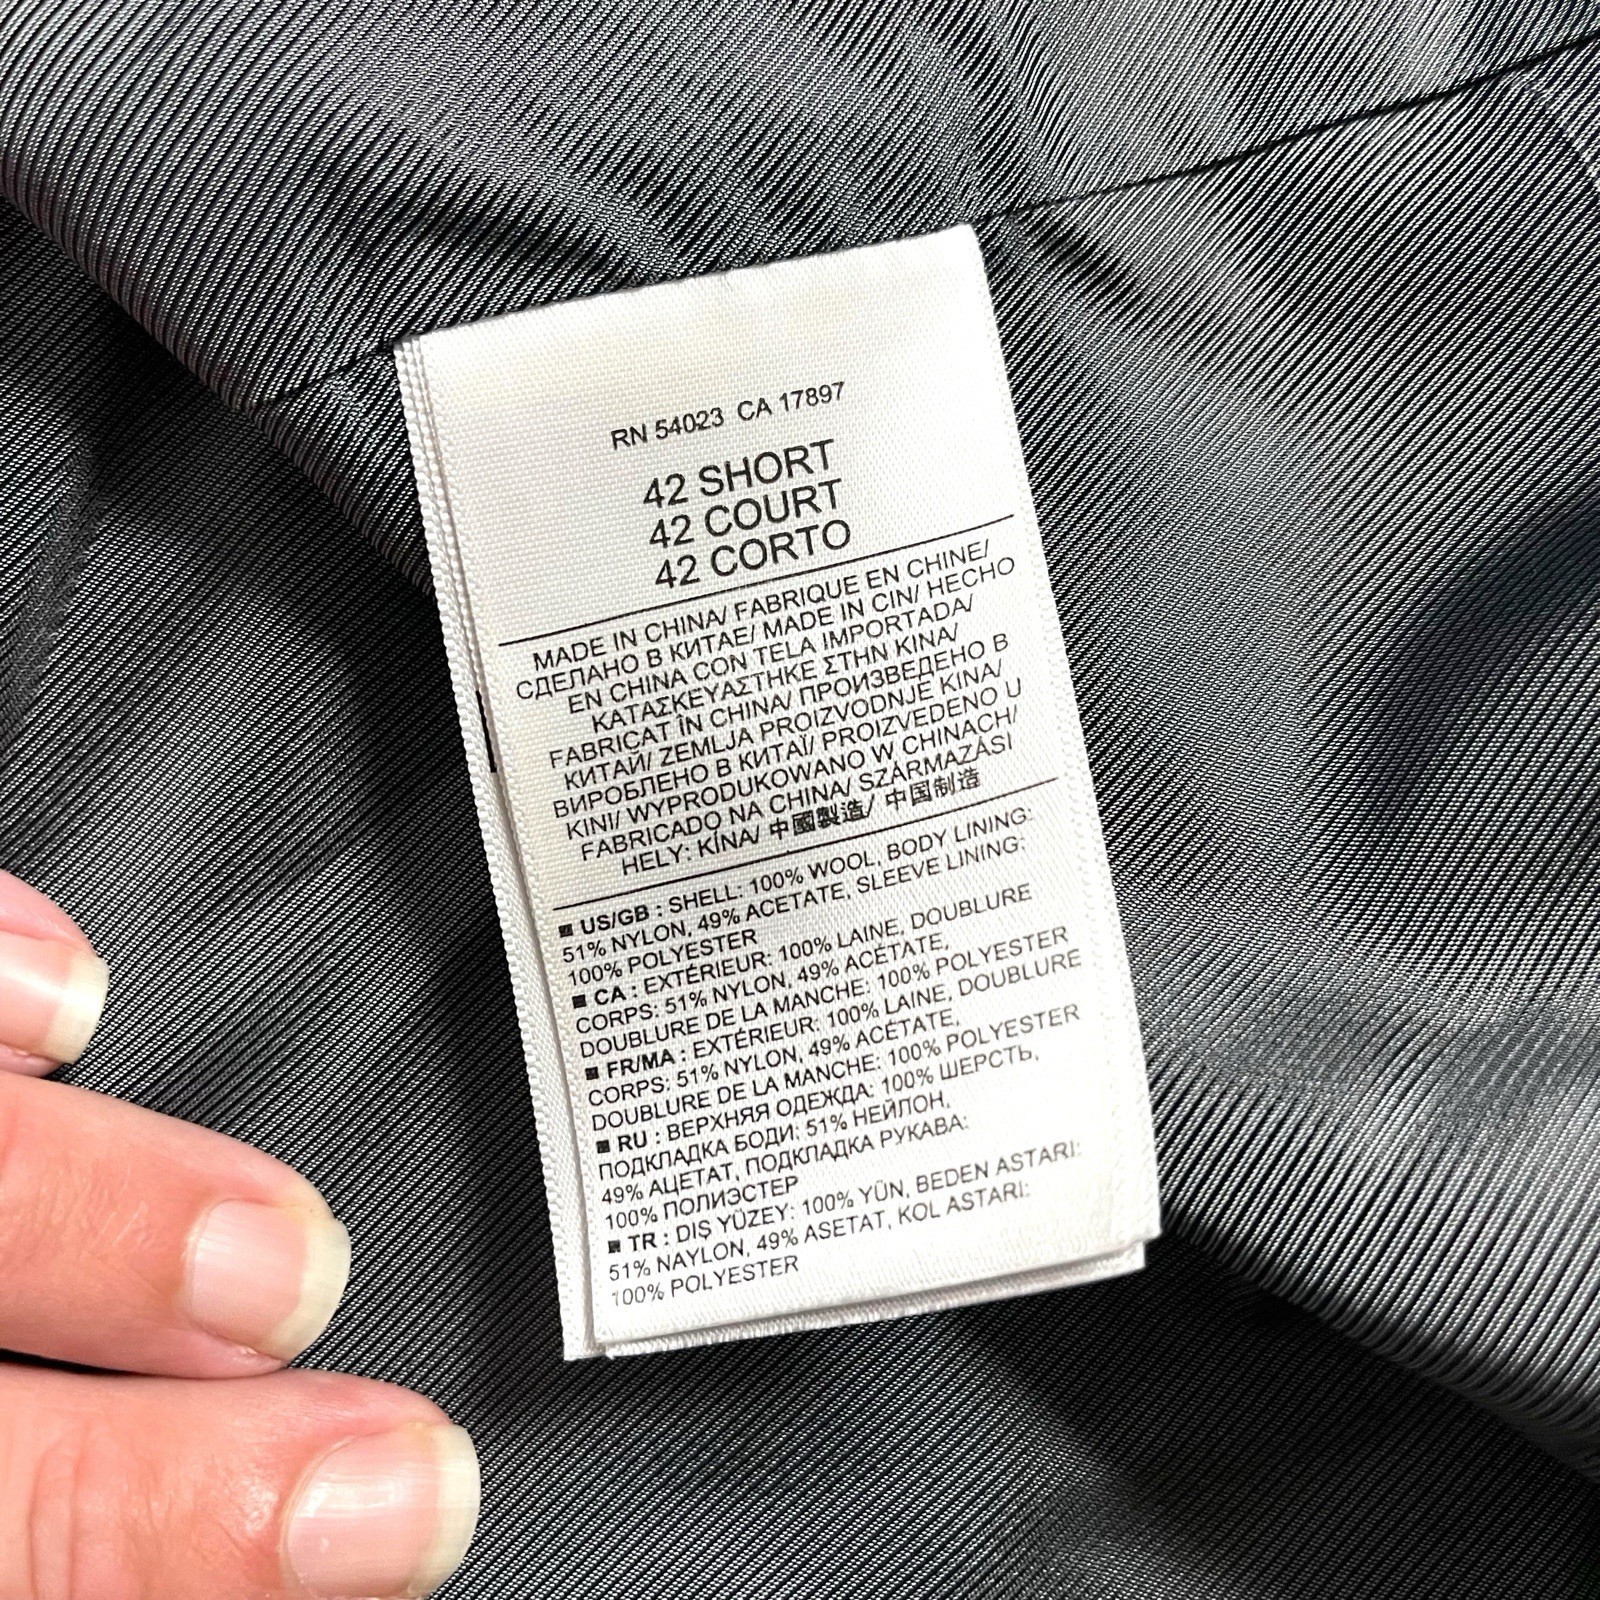 RN 54023 CA 17897
42 SHORT
42 COURT
42 CORTO
MADE IN CHINA/ FABRIQUE EN CHINE/
СДЕЛАНО В КИТАЕ/ MADE IN CIN/ HECHO
EN CHINA CON TELA IMPORTADA/
ΚΑΤΑΣΚΕΥΑΣΤΗΚΕ ΣΤΗΝ ΚΙΝΑ/
FABRICAT ÎN CHINA/ ПРОИЗВЕДЕНО В
КИТАЙ/ ZEMLJA PROIZVODNJE KINA/
ВИРОБЛЕНО В КИТАЇ/ PROIZVEDENO U
KINI/ WYPRODUKOWANO W CHINACH/
FABRICADO NA CHINA/ SZÁRMAZÁSI
HELY: KÍNA/ 中國製造/ 中国制造
US/GB : SHELL: 100% WOOL, BODY LINING:
51% NYLON, 49% ACETATE, SLEEVE LINING:
100% POLYESTER
CA : EXTÉRIEUR: 100% LAINE, DOUBLURE
CORPS: 51% NYLON, 49% ACÉTATE,
DOUBLURE DE LA MANCHE: 100% POLYESTER
FR/MA : EXTÉRIEUR: 100% LAINE, DOUBLURE
CORPS: 51% NYLON, 49% ACÉTATE,
DOUBLURE DE LA MANCHE: 100% POLYESTER
RU : ВЕРХНЯЯ ОДЕЖДА: 100% ШЕРСТЬ,
ПОДКЛАДКА БОДИ: 51% НЕЙЛОН,
49% АЦЕТАТ, ПОДКЛАДКА РУКАВА:
100% ПОЛИЭСТЕР
TR : DIŞ YÜZEY: 100% YÜN, BEDEN ASTARI:
51% NAYLON, 49% ASETAT, KOL ASTARI:
100% POLYESTER